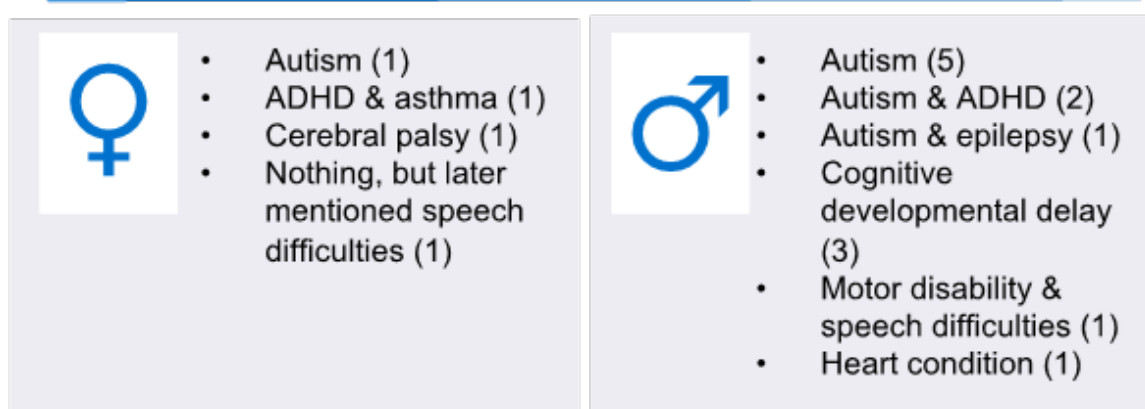 • Autism (1)
• ADHD & asthma (1)
• Cerebral palsy (1)
• Nothing, but later
mentioned speech
difficulties (1)
• Autism (5)
• Autism & ADHD (2)
• Autism & epilepsy (1)
• Cognitive
developmental delay
(3)
• Motor disability &
speech difficulties (1)
• Heart condition (1)